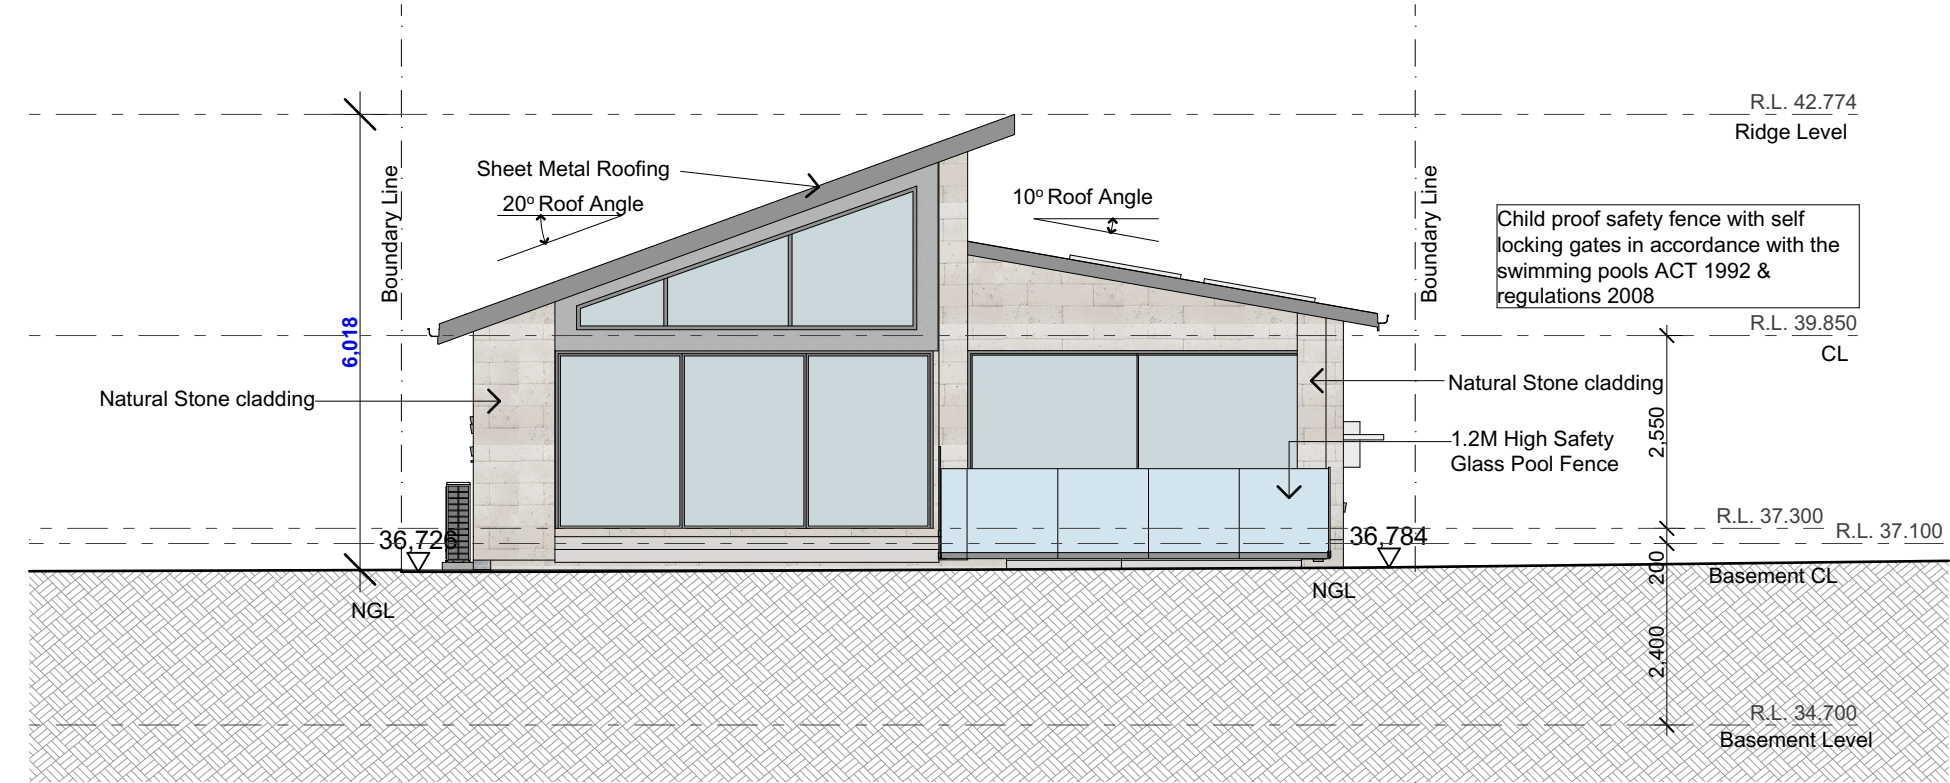 R.L. 42.774
Ridge Level
Boundary Line
Sheet Metal Roofing
20º Roof Angle
10º Roof Angle
Boundary Line
Child proof safety fence with self
locking gates in accordance with the
swimming pools ACT 1992 &
regulations 2008
6,018
R.L. 39.850
CL
Natural Stone cladding
Natural Stone cladding
2,550
1.2M High Safety
Glass Pool Fence
R.L. 37.300
R.L. 37.100
36,726
36,784
200
Basement CL
NGL
NGL
2,400
R.L. 34.700
Basement Level